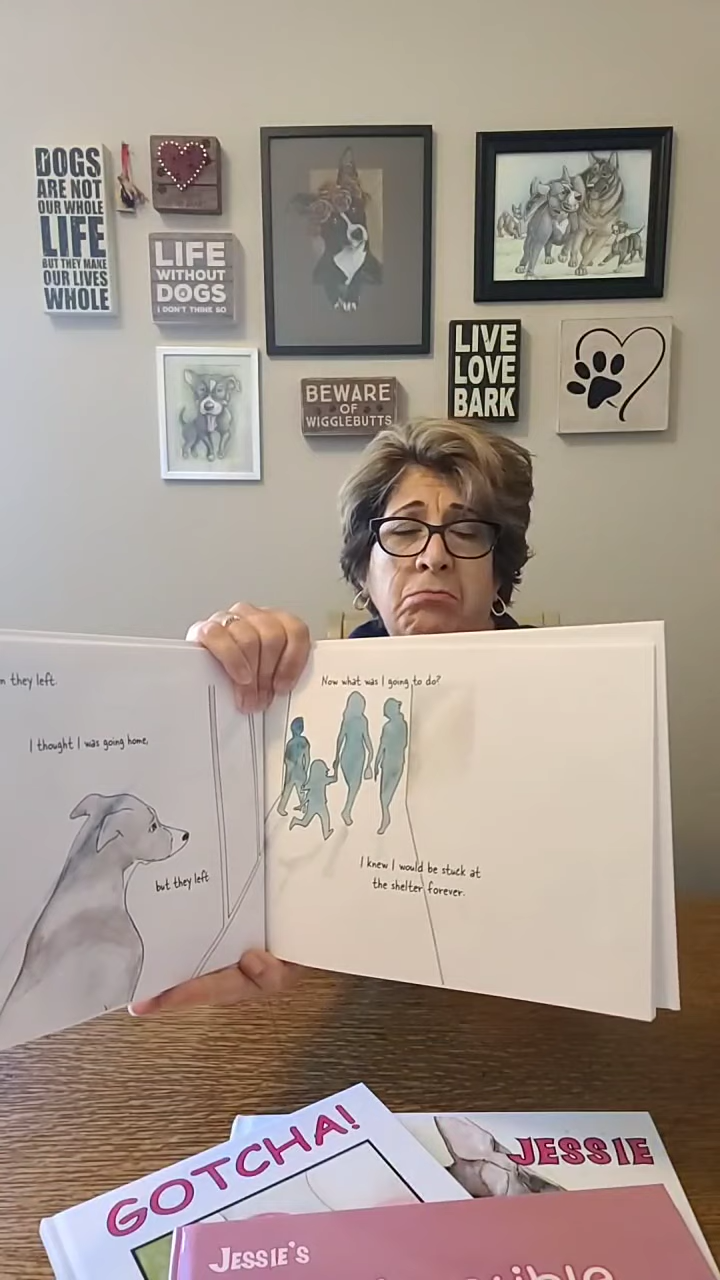 DOGS
ARE NOT
OUR WHOLE
LIFE
BUT THEY MAKE
OUR LIVES
WHOLE
LIFE
WITHOUT
DOGS
I DON'T THINK SO
BEWARE
OF
WIGGLEBUTTS
LIVE
LOVE
BARK
they left.
I thought I was going home,
but they left
Now what was I going to do?
I knew I would be stuck at
the shelter forever.
GOTCHA!
JESSIE
JESSIE'S